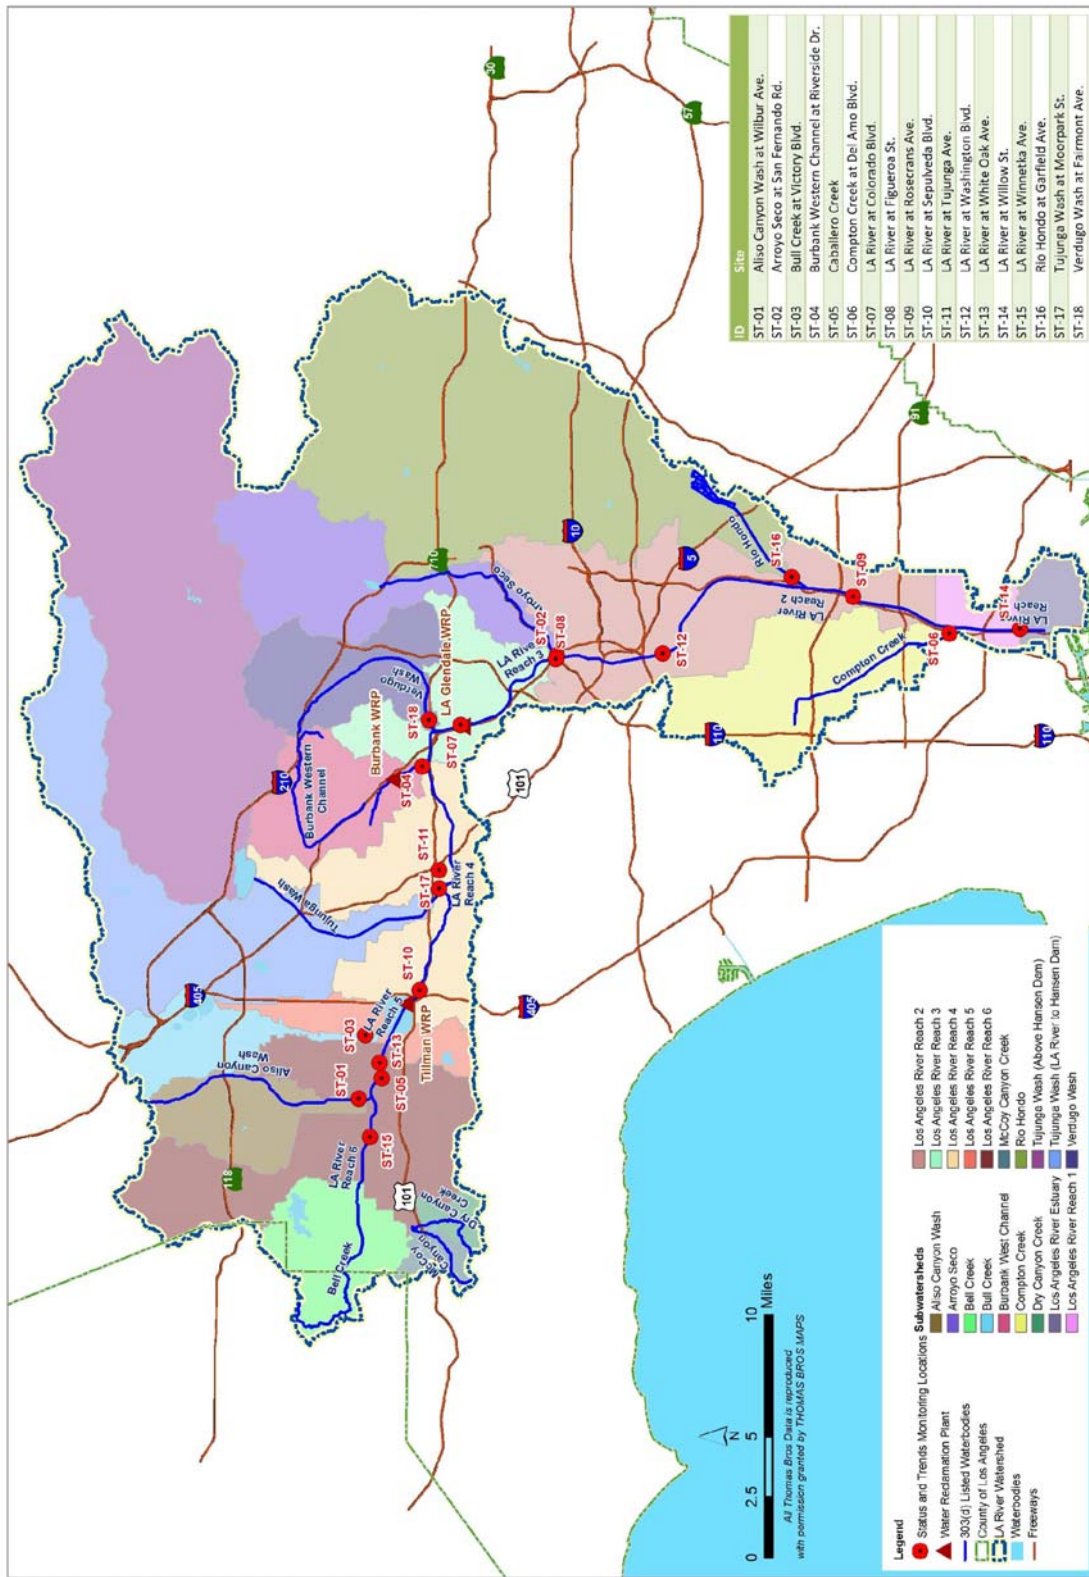 ID Site
ST-01 Aliso Canyon Wash at Wilbur Ave.
ST-02 Arroyo Seco at San Fernando Rd.
ST-03 Bull Creek at Victory Blvd.
ST-04 Burbank Western Channel at Riverside Dr.
ST-05 Caballero Creek
ST-06 Compton Creek at Del Amo Blvd.
ST-07 LA River at Colorado Blvd.
ST-08 LA River at Figueroa St.
ST-09 LA River at Rosecrans Ave.
ST-10 LA River at Sepulveda Blvd.
ST-11 LA River at Tujunga Ave.
ST-12 LA River at Washington Blvd.
ST-13 LA River at White Oak Ave.
ST-14 LA River at Willow St.
ST-15 LA River at Winnetka Ave.
ST-16 Rio Hondo at Garfield Ave.
ST-17 Tujunga Wash at Moorpark St.
ST-18 Verdugo Wash at Fairmont Ave.
118
405
210
710
30
57
101
101
10
5
110
110
91
405
Bell Creek
McCoy
Canyon
Dry Canyon
Creek
LA River
Reach 6
ST-15
Aliso Canyon
Wash
ST-01
ST-05
ST-13
ST-03
LA River
Reach 5
Tillman WRP
ST-10
Tujunga Wash
ST-17
ST-11
LA River
Reach 4
Burbank Western
Channel
Burbank WRP
ST-04
Verdugo
Wash
ST-18
ST-07
LA Glendale WRP
LA River
Reach 3
Arroyo Seco
ST-02
ST-08
ST-12
Rio Hondo
ST-16
LA River
Reach 2
ST-09
Compton Creek
ST-06
ST-14
LA River
Reach
N
0 2.5 5 10
Miles
All Thomas Bros Data is reproduced
with permission granted by THOMAS BROS MAPS
Legend
Status and Trends Monitoring Locations
Water Reclamation Plant
303(d) Listed Waterbodies
County of Los Angeles
LA River Watershed
Waterbodies
Freeways
Subwatersheds
Aliso Canyon Wash
Arroyo Seco
Bell Creek
Bull Creek
Burbank West Channel
Compton Creek
Dry Canyon Creek
Los Angeles River Estuary
Los Angeles River Reach 1
Los Angeles River Reach 2
Los Angeles River Reach 3
Los Angeles River Reach 4
Los Angeles River Reach 5
Los Angeles River Reach 6
McCoy Canyon Creek
Rio Hondo
Tujunga Wash (Above Hansen Dam)
Tujunga Wash (LA River to Hansen Dam)
Verdugo Wash